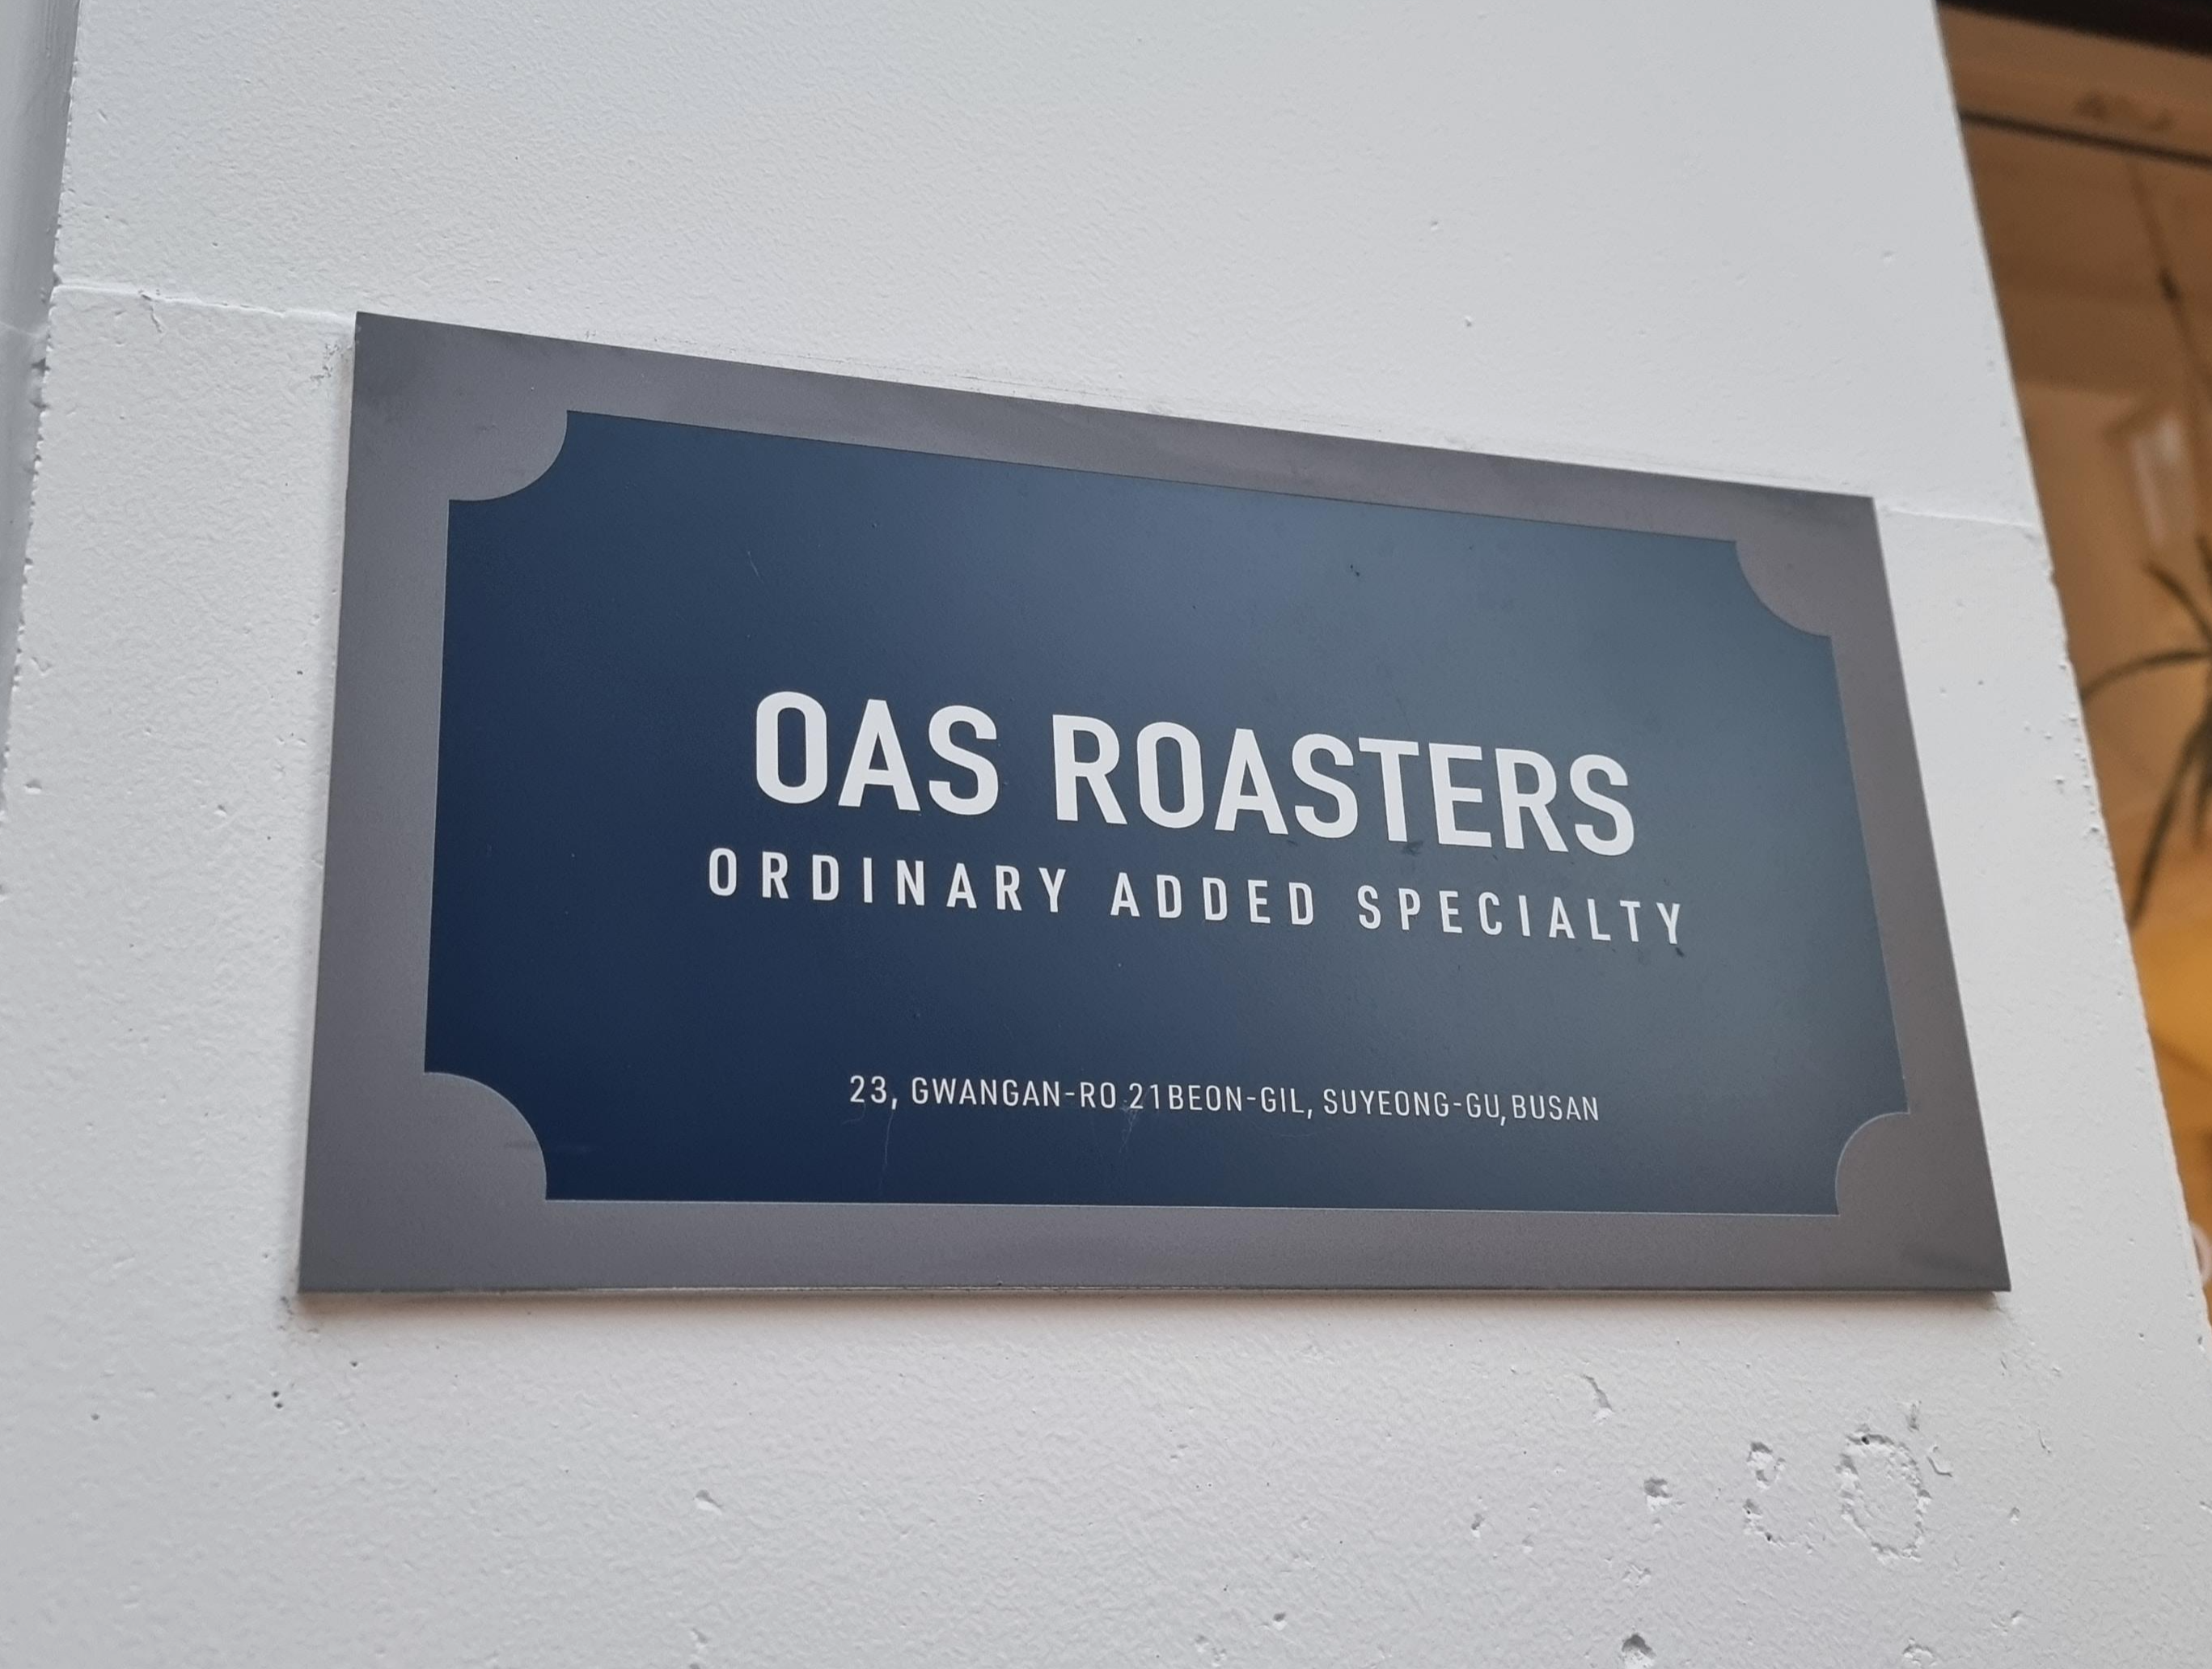 OAS ROASTERS
ORDINARY ADDED SPECIALTY
23, GWANGAN-RO 21BEON-GIL, SUYEONG-GU, BUSAN